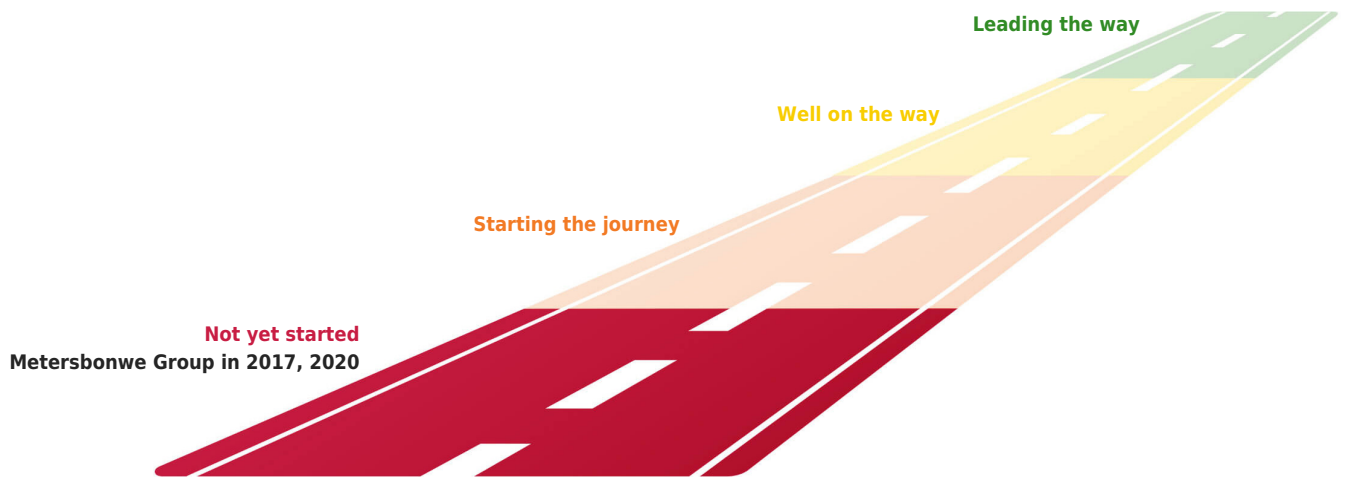 Leading the way
Well on the way
Starting the journey
Not yet started
Metersbonwe Group in 2017, 2020